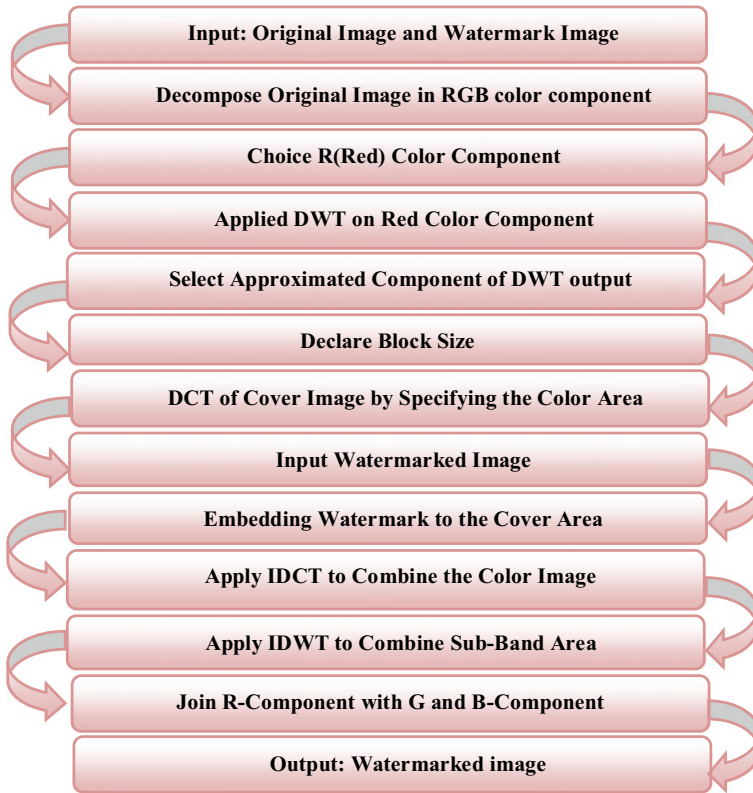 Input: Original Image and Watermark Image
Decompose Original Image in RGB color component
Choice R(Red) Color Component
Applied DWT on Red Color Component
Select Approximated Component of DWT output
Declare Block Size
DCT of Cover Image by Specifying the Color Area
Input Watermarked Image
Embedding Watermark to the Cover Area
Apply IDCT to Combine the Color Image
Apply IDWT to Combine Sub-Band Area
Join R-Component with G and B-Component
Output: Watermarked image